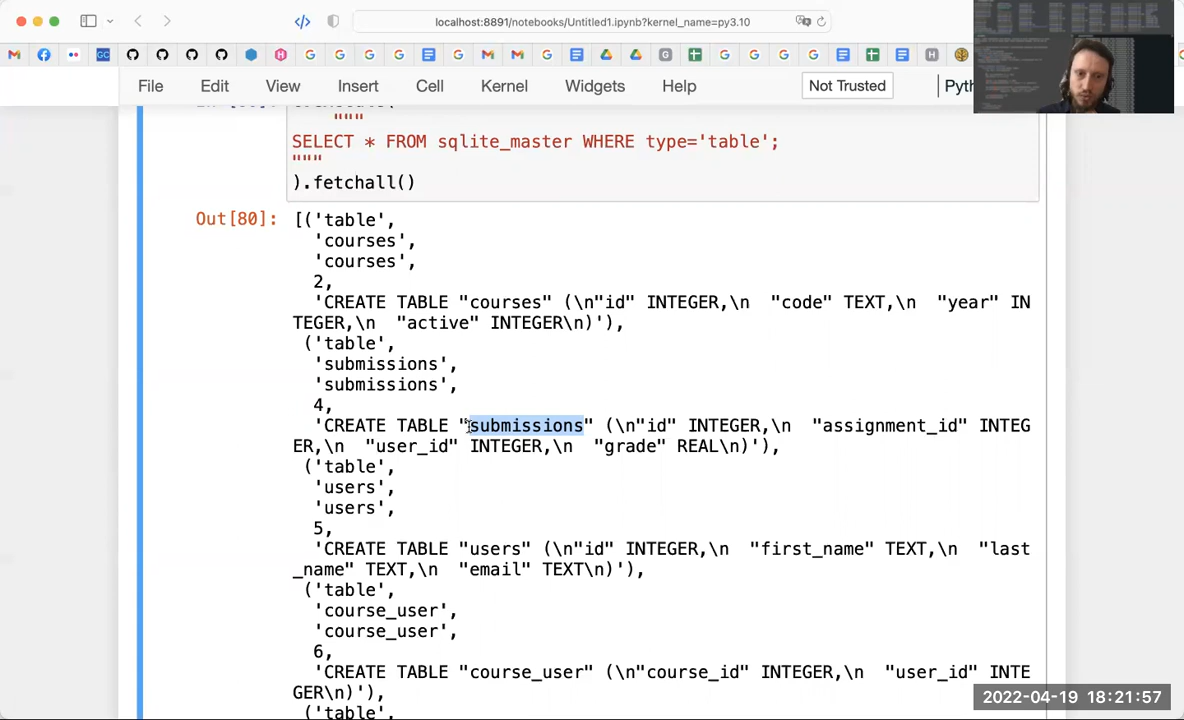 localhost:8891/notebooks/Untitled1.ipynb?kernel_name=py3.10
File Edit View Insert Cell Kernel Widgets Help Not Trusted Pyth
"""
SELECT * FROM sqlite_master WHERE type='table';
"""
).fetchall()
Out[80]: [('table',
'courses',
'courses',
2,
'CREATE TABLE "courses" (\n"id" INTEGER,\n  "code" TEXT,\n  "year" IN
TEGER,\n  "active" INTEGER\n)'),
('table',
'submissions',
'submissions',
4,
'CREATE TABLE "submissions" (\n"id" INTEGER,\n  "assignment_id" INTEG
ER,\n  "user_id" INTEGER,\n  "grade" REAL\n)'),
('table',
'users',
'users',
5,
'CREATE TABLE "users" (\n"id" INTEGER,\n  "first_name" TEXT,\n  "last
_name" TEXT,\n  "email" TEXT\n)'),
('table',
'course_user',
'course_user',
6,
'CREATE TABLE "course_user" (\n"course_id" INTEGER,\n  "user_id" INTE
GER\n)'),
('table',
2022-04-19 18:21:57